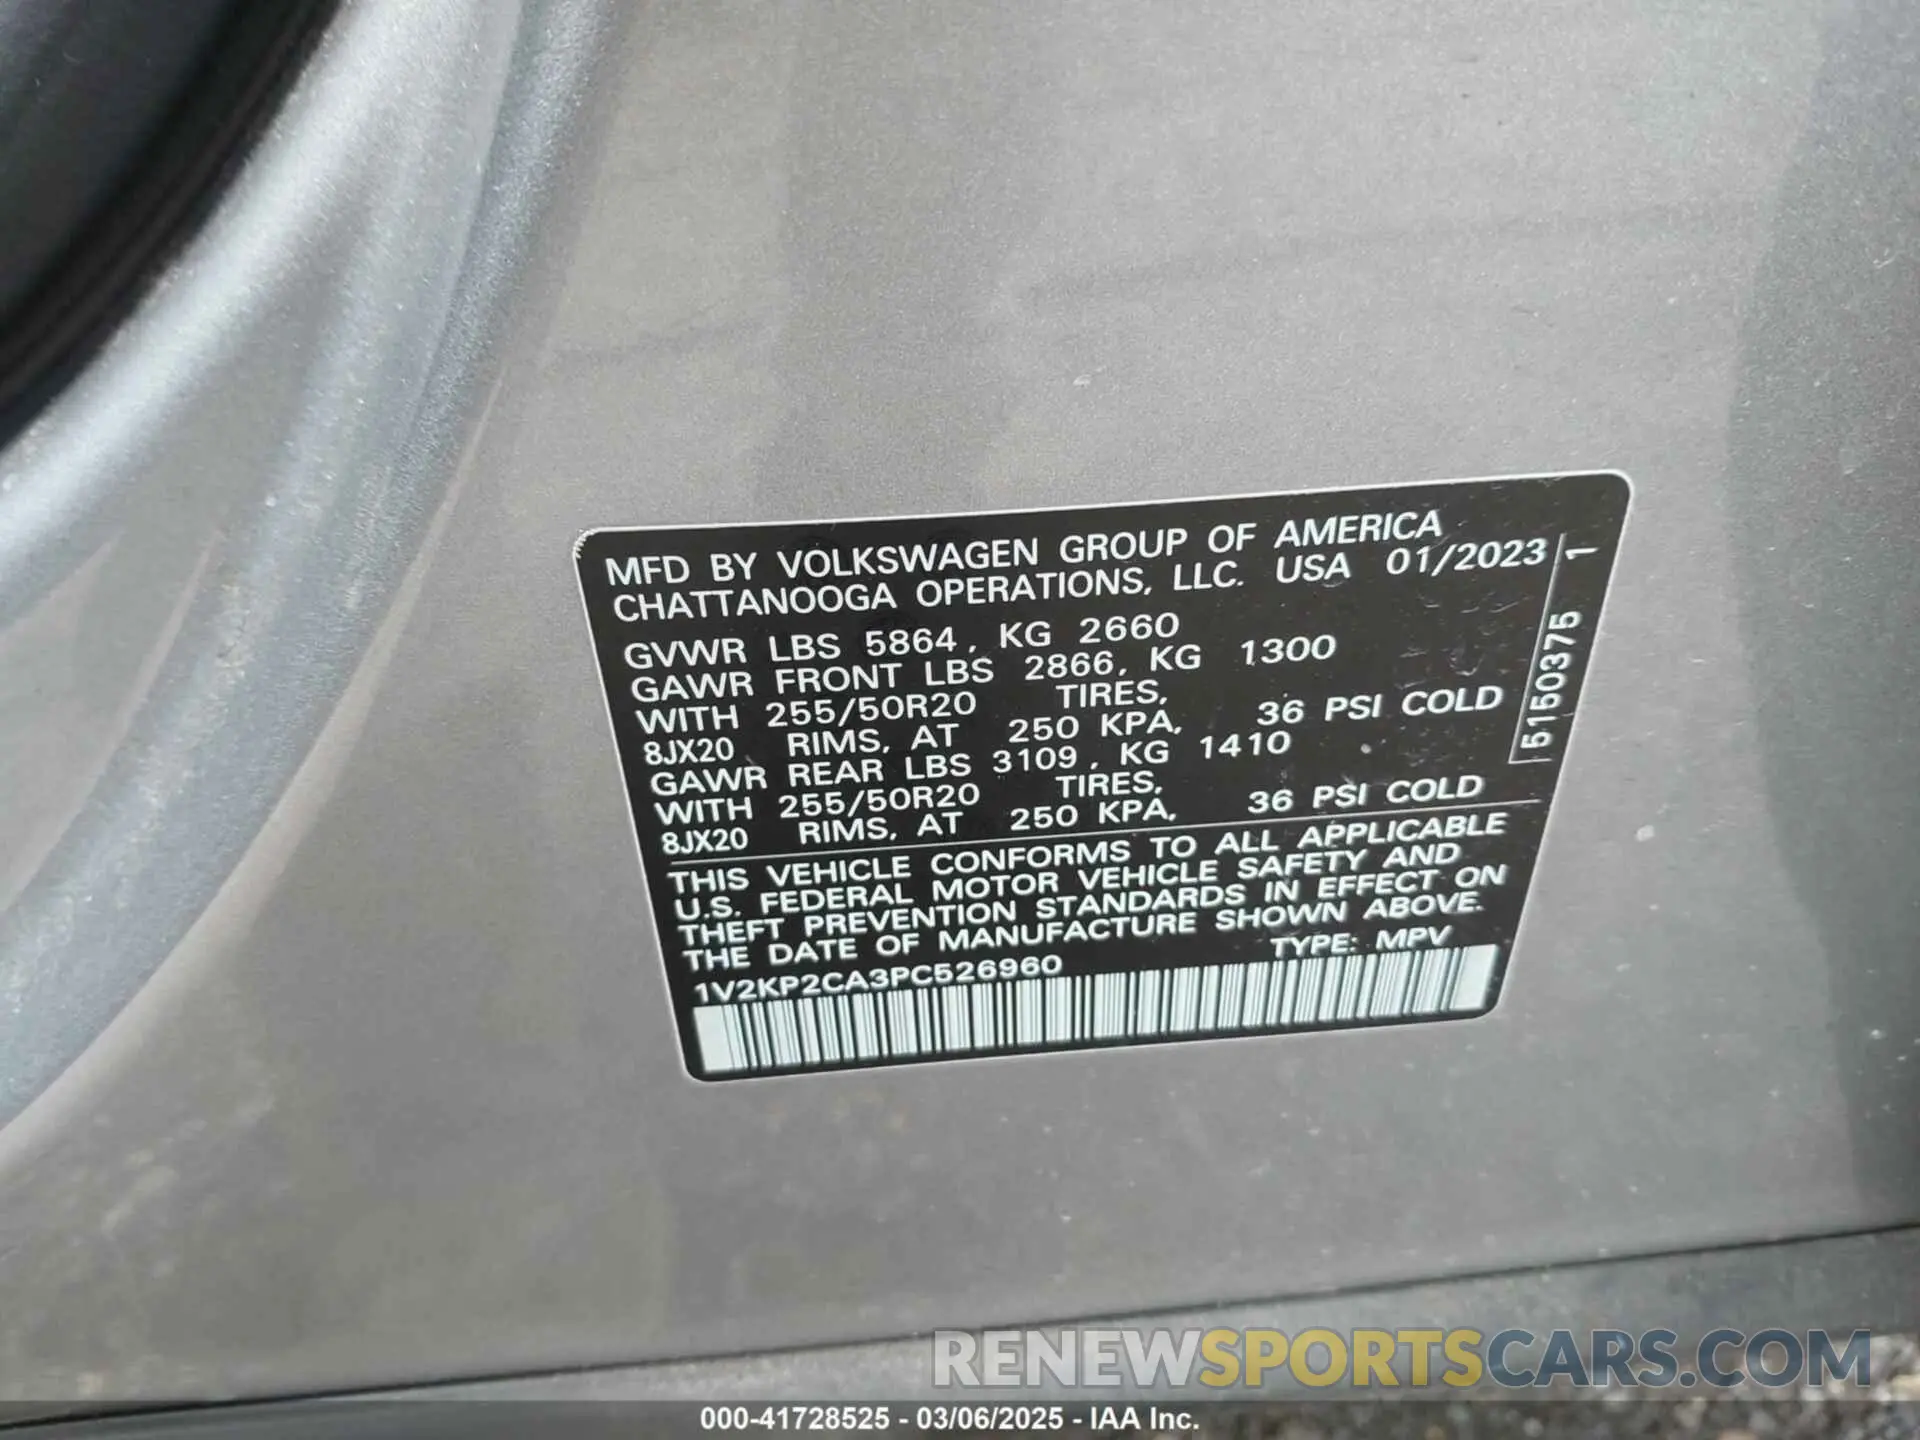 MFD BY VOLKSWAGEN GROUP OF AMERICA
CHATTANOOGA OPERATIONS, LLC. USA 01/2023
GVWR LBS 5864, KG 2660
GAWR FRONT LBS 2866, KG 1300
WITH 255/50R20 TIRES,
8JX20 RIMS, AT 250 KPA, 36 PSI COLD
GAWR REAR LBS 3109, KG 1410
WITH 255/50R20 TIRES,
8JX20 RIMS, AT 250 KPA, 36 PSI COLD
THIS VEHICLE CONFORMS TO ALL APPLICABLE
U.S. FEDERAL MOTOR VEHICLE SAFETY AND
THEFT PREVENTION STANDARDS IN EFFECT ON
THE DATE OF MANUFACTURE SHOWN ABOVE.
1V2KP2CA3PC526960 TYPE: MPV
5150375 1
RENEWSPORTSCARS.COM
000-41728525 - 03/06/2025 - IAA Inc.